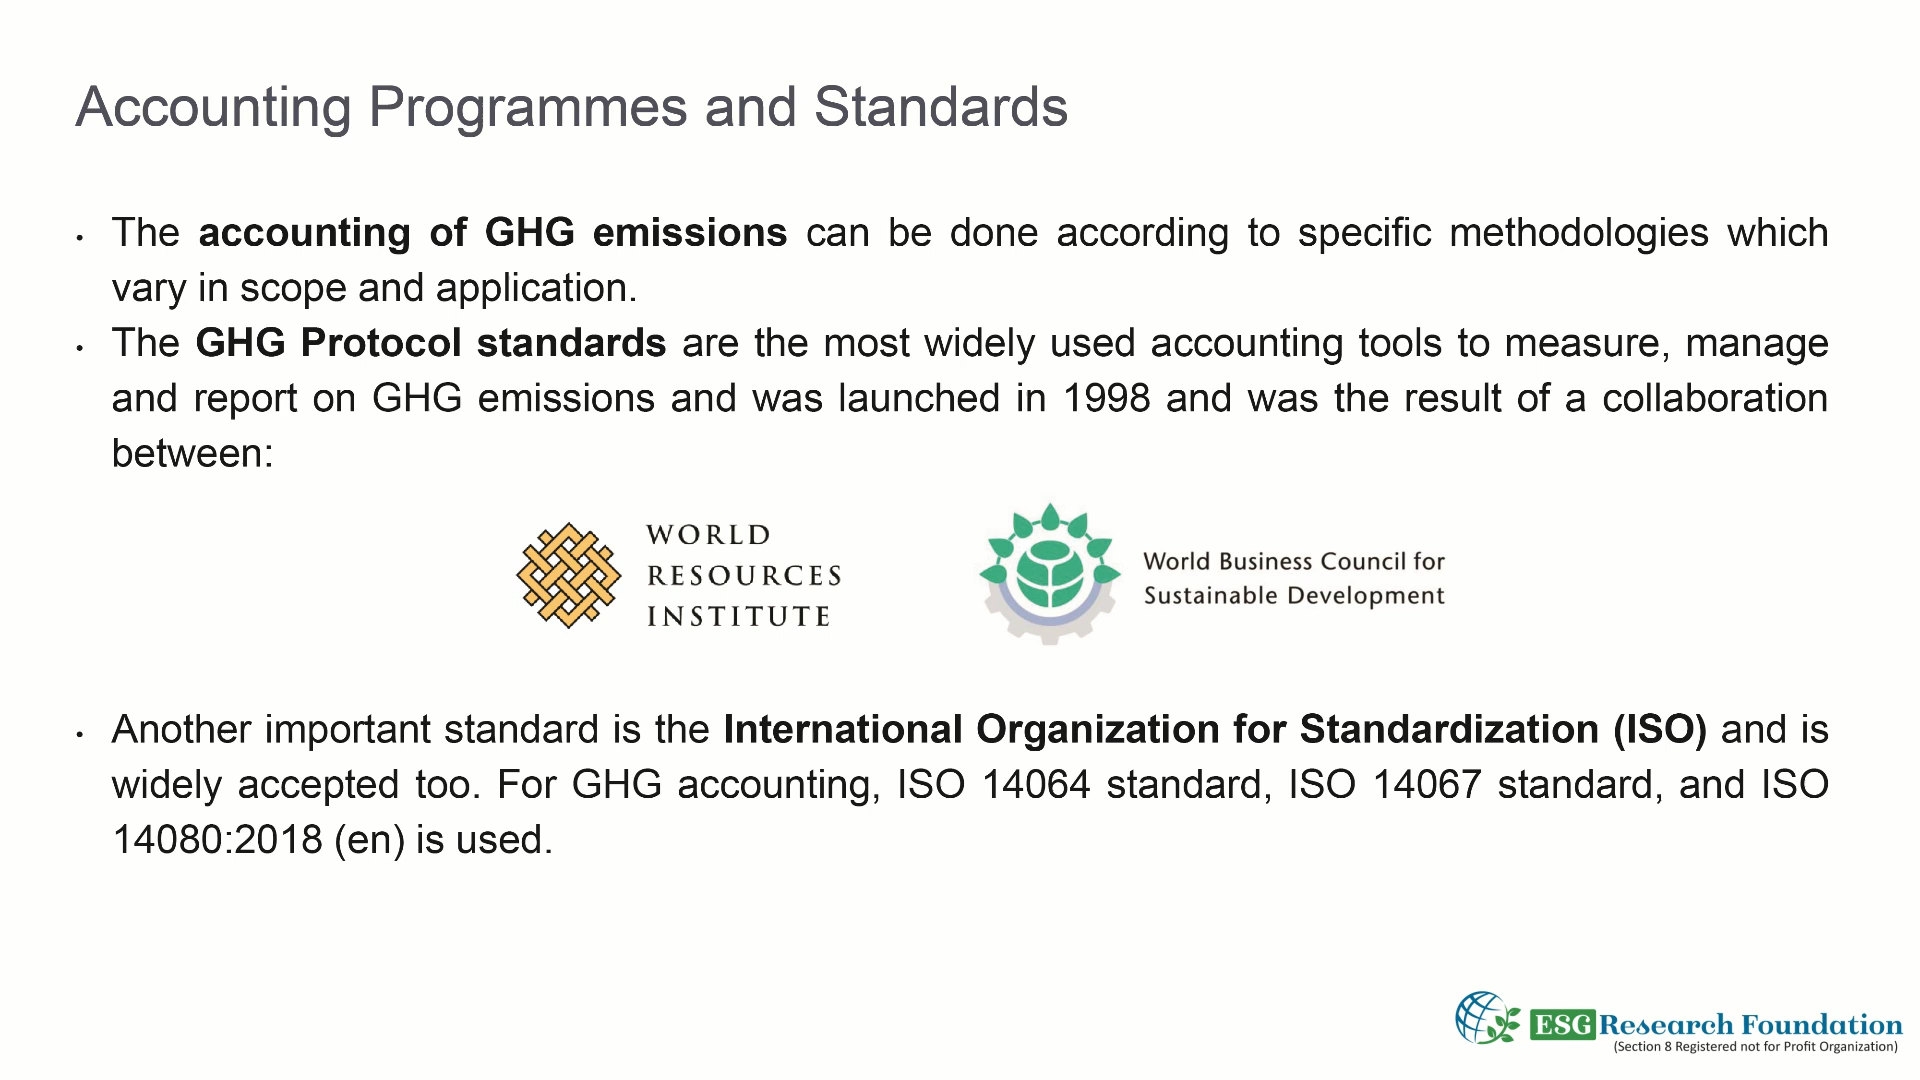 Accounting Programmes and Standards
• The accounting of GHG emissions can be done according to specific methodologies which
vary in scope and application.
• The GHG Protocol standards are the most widely used accounting tools to measure, manage
and report on GHG emissions and was launched in 1998 and was the result of a collaboration
between:
WORLD
RESOURCES
INSTITUTE
World Business Council for
Sustainable Development
• Another important standard is the International Organization for Standardization (ISO) and is
widely accepted too. For GHG accounting, ISO 14064 standard, ISO 14067 standard, and ISO
14080:2018 (en) is used.
ESG Research Foundation
(Section 8 Registered not for Profit Organization)